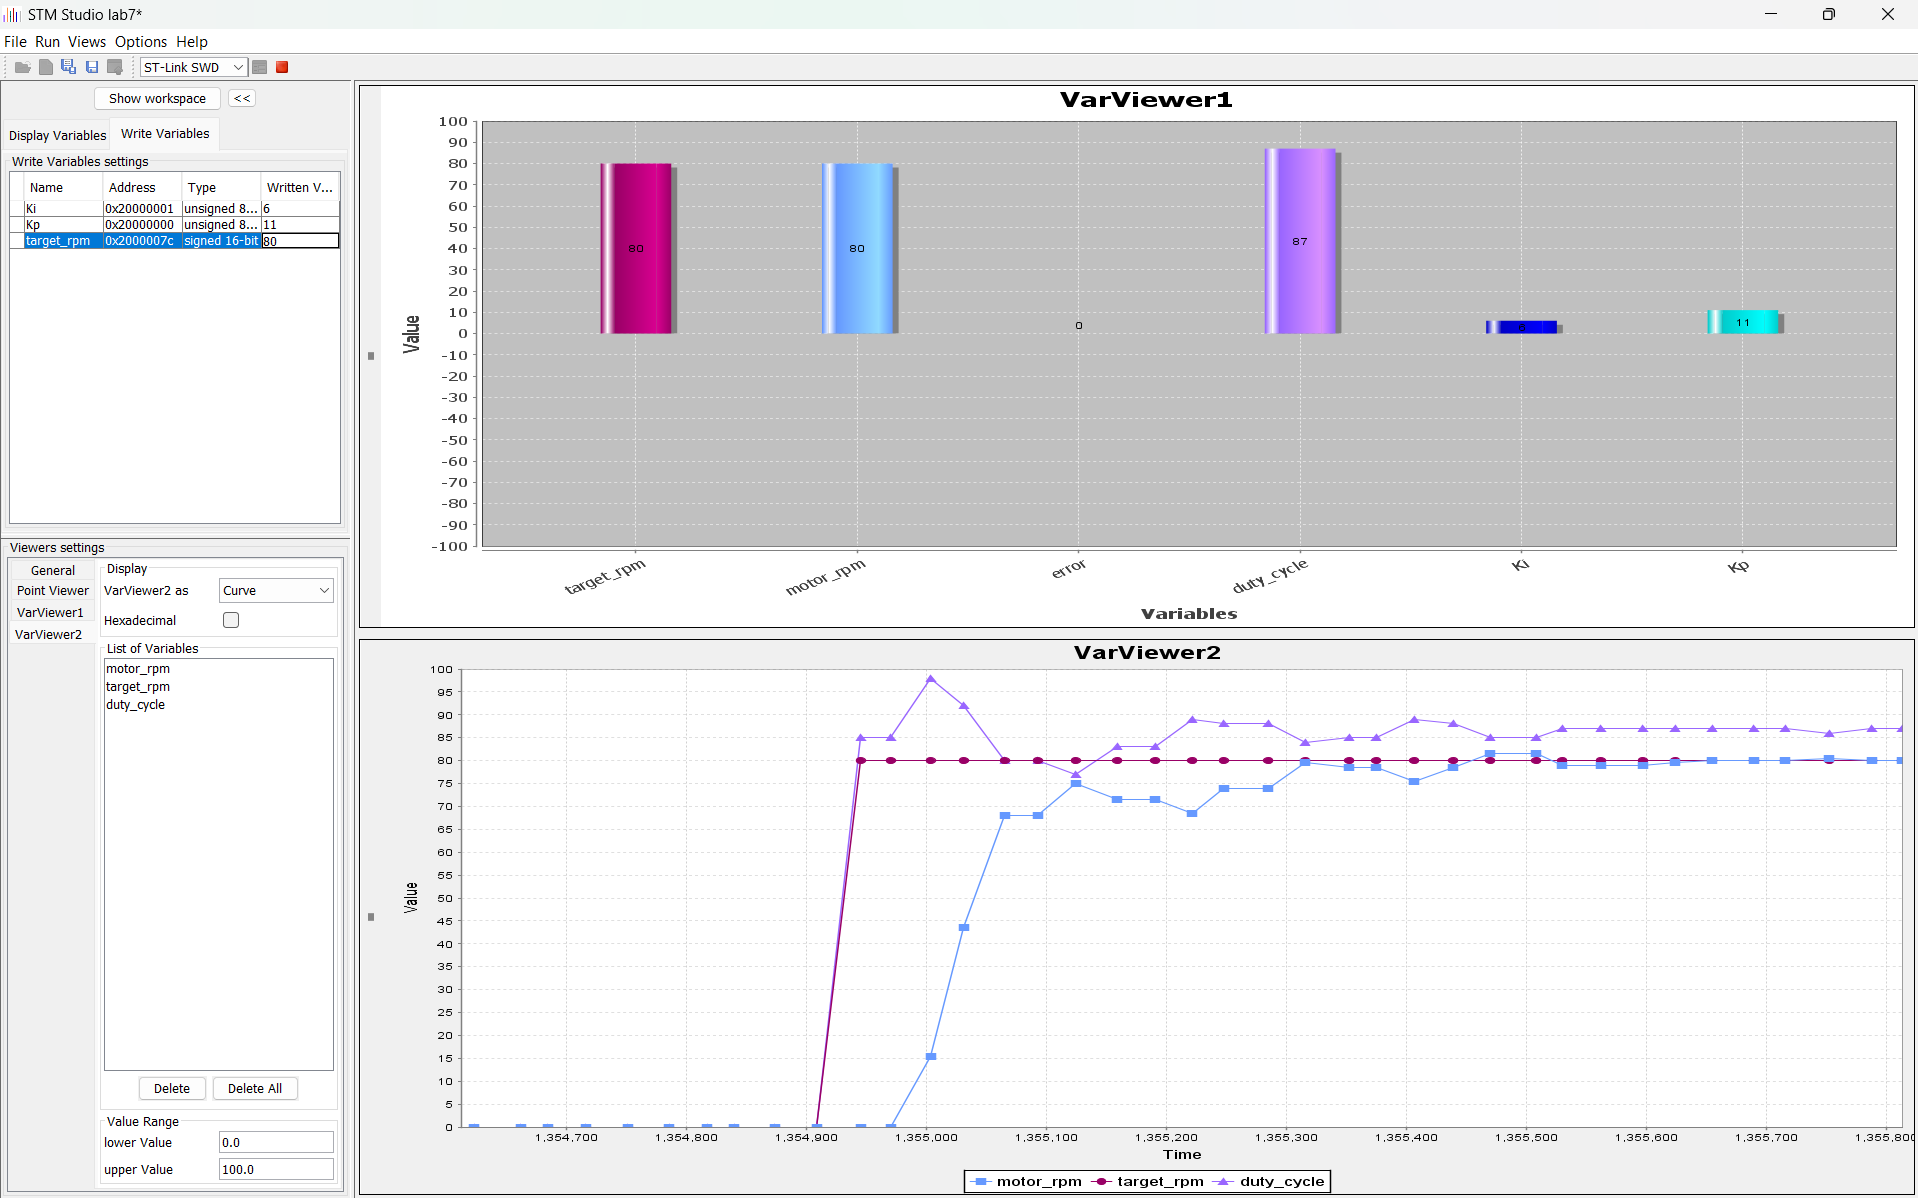 STM Studio lab7*
File Run Views Options Help
ST-Link SWD
Show workspace <<
Display Variables Write Variables
Write Variables settings
Name Address Type Written V...
Ki 0x20000001 unsigned 8... 6
Kp 0x20000000 unsigned 8... 11
target_rpm 0x2000007c signed 16-bit 80
Viewers settings
General
Point Viewer
VarViewer1
VarViewer2
Display
VarViewer2 as Curve
Hexadecimal
List of Variables
motor_rpm
target_rpm
duty_cycle
Delete Delete All
Value Range
lower Value 0.0
upper Value 100.0
VarViewer1
100
90
80
70
60
50
40
30
20
10
0
-10
-20
-30
-40
-50
-60
-70
-80
-90
-100
Value
80 80 0 87 6 11
target_rpm motor_rpm error duty_cycle Ki Kp
Variables
VarViewer2
100
95
90
85
80
75
70
65
60
55
50
45
40
35
30
25
20
15
10
5
0
Value
1,354,700 1,354,800 1,354,900 1,355,000 1,355,100 1,355,200 1,355,300 1,355,400 1,355,500 1,355,600 1,355,700 1,355,800
Time
motor_rpm target_rpm duty_cycle